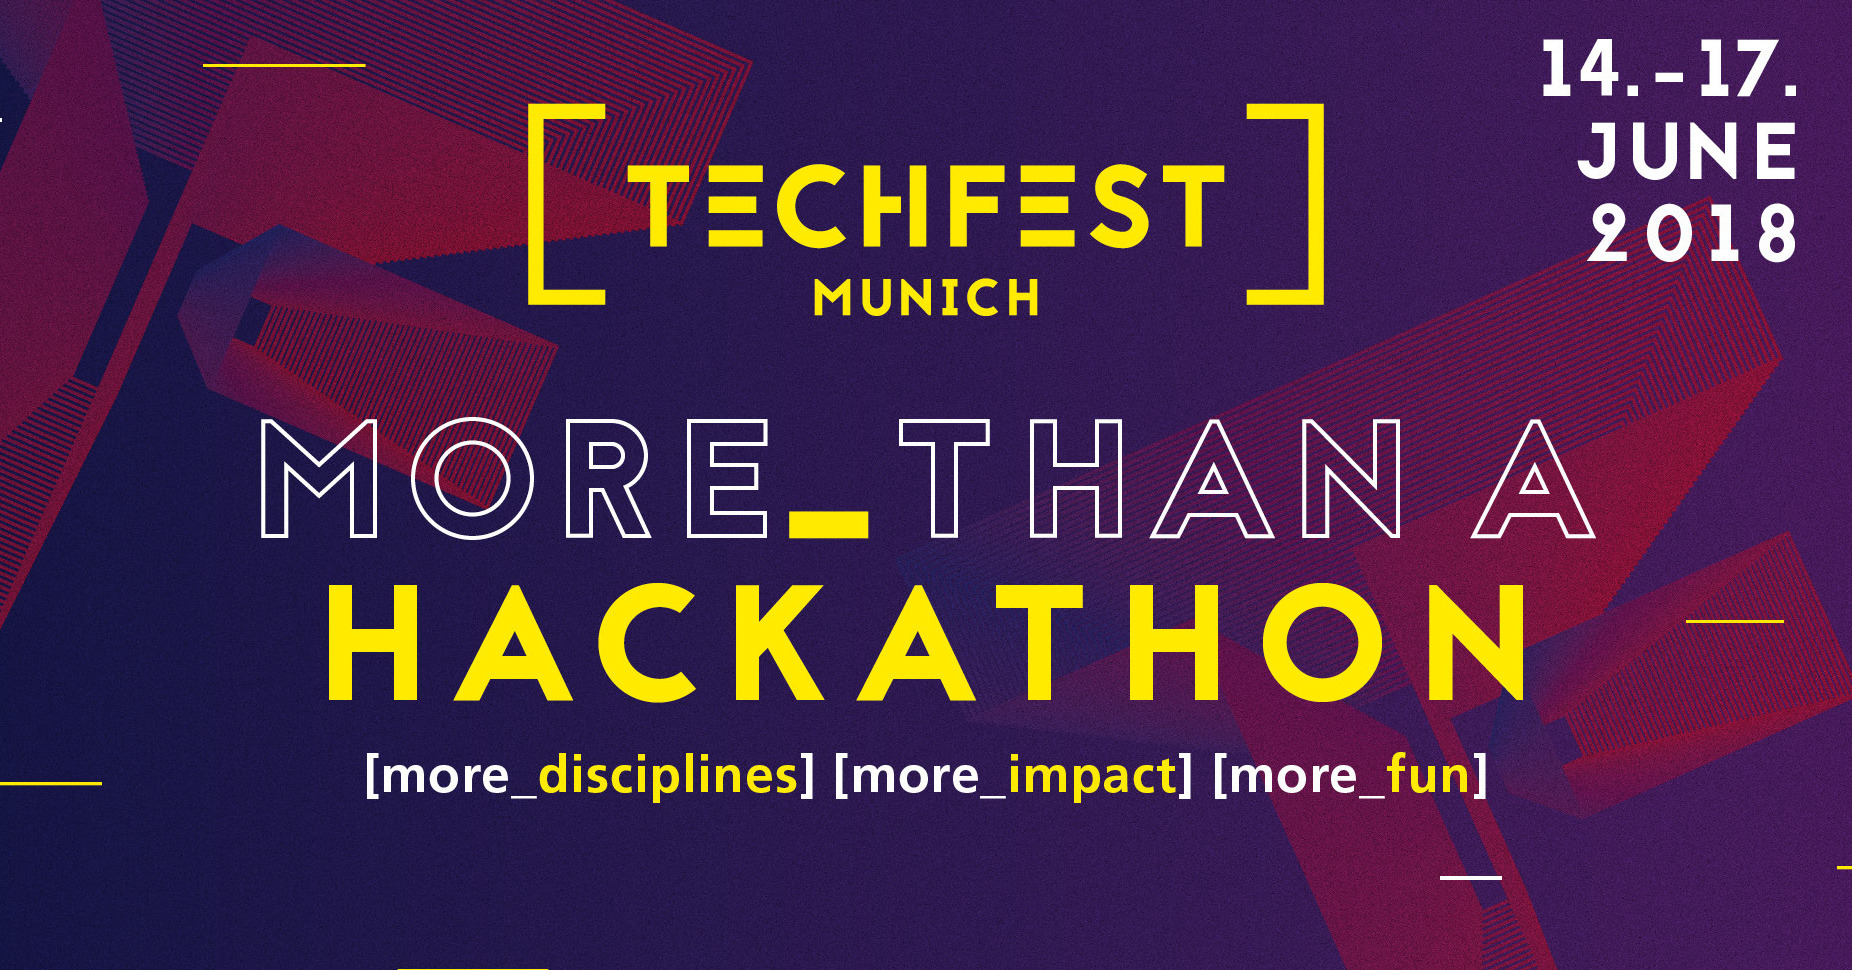 [TECHFEST]
MUNICH
14.-17.
JUNE
2018
MORE_THAN A
HACKATHON
[more_disciplines] [more_impact] [more_fun]